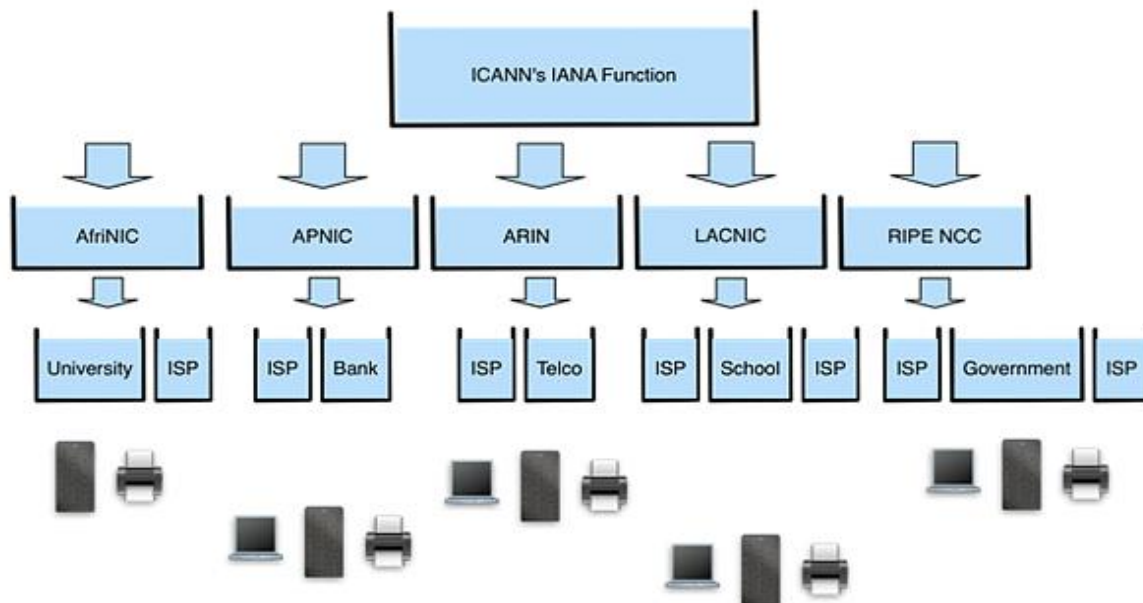 ICANN's IANA Function
AfriNIC
APNIC
ARIN
LACNIC
RIPE NCC
University
ISP
ISP
Bank
ISP
Telco
ISP
School
ISP
ISP
Government
ISP